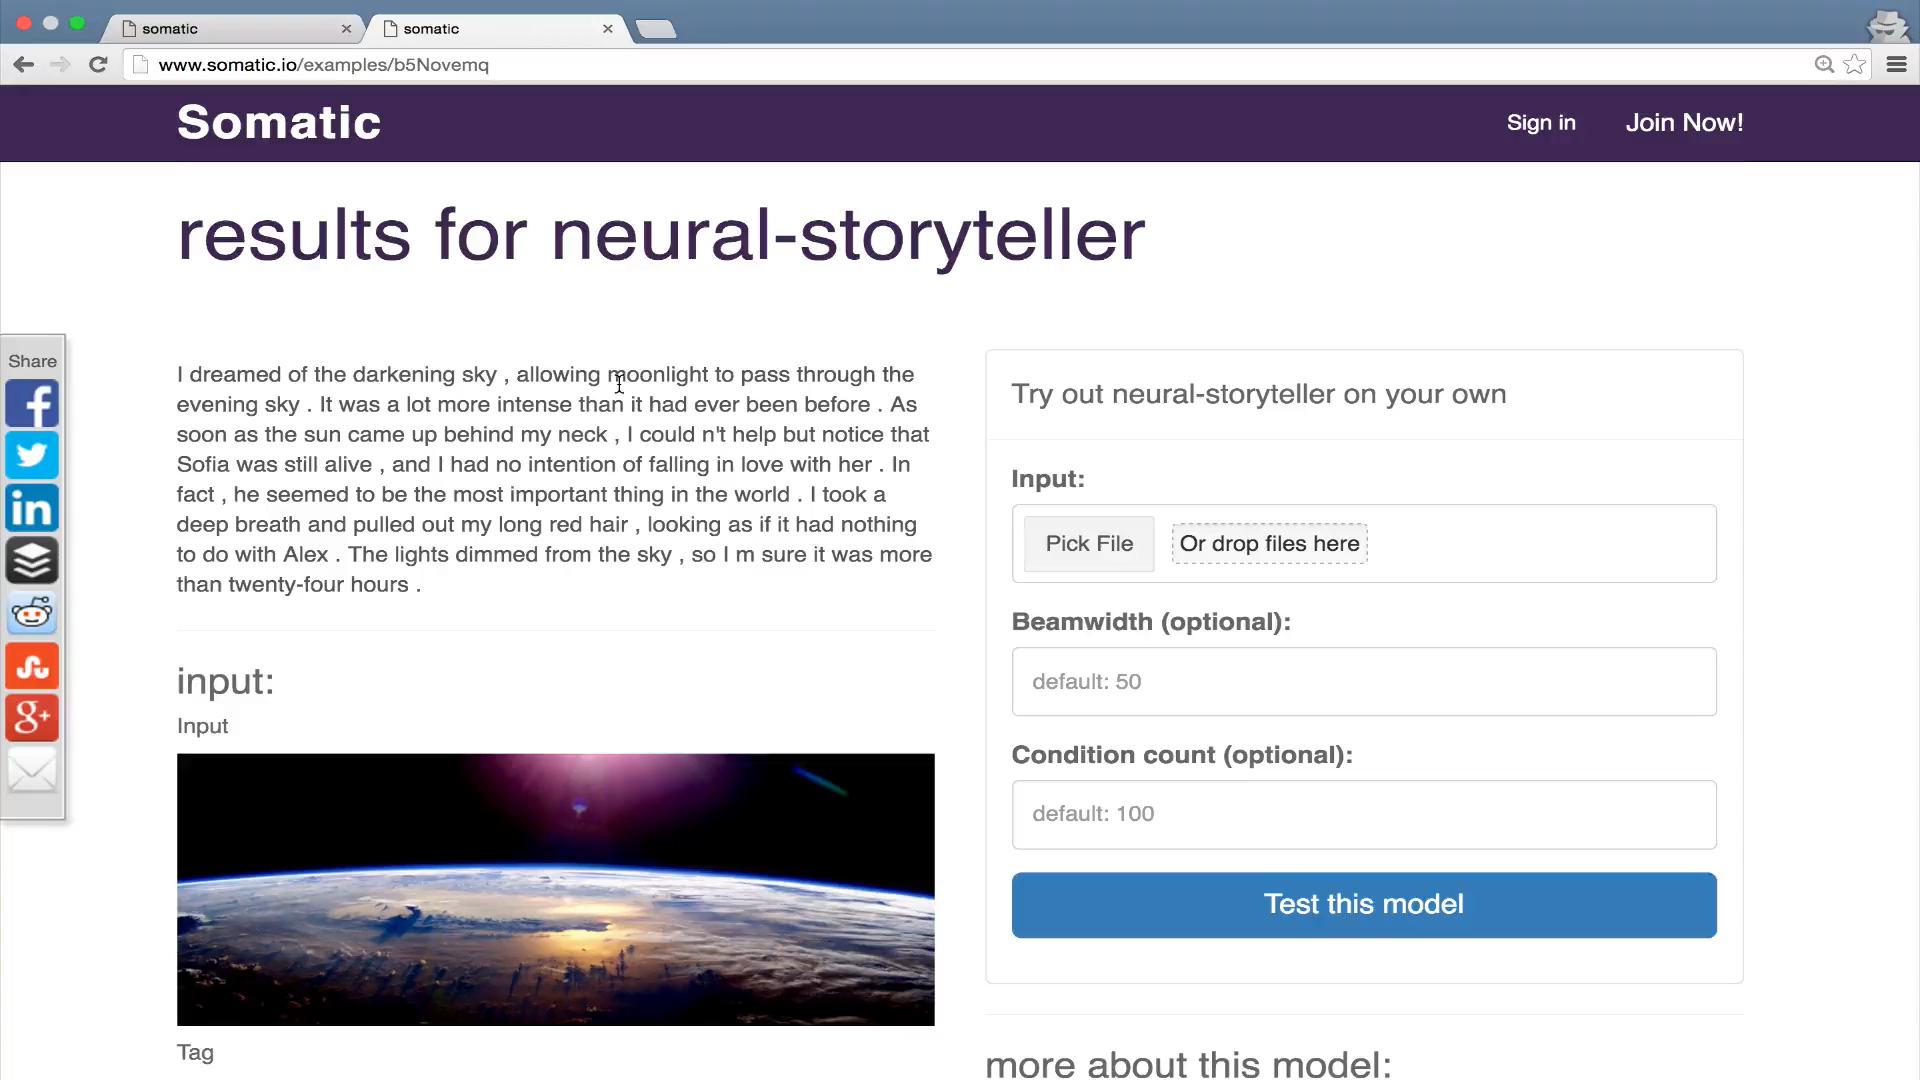 somatic
somatic
www.somatic.io/examples/b5Novemq
Somatic
Sign in
Join Now!
results for neural-storyteller
Share
I dreamed of the darkening sky , allowing moonlight to pass through the
evening sky . It was a lot more intense than it had ever been before . As
soon as the sun came up behind my neck , I could n't help but notice that
Sofia was still alive , and I had no intention of falling in love with her . In
fact , he seemed to be the most important thing in the world . I took a
deep breath and pulled out my long red hair , looking as if it had nothing
to do with Alex . The lights dimmed from the sky , so I m sure it was more
than twenty-four hours .
input:
Input
Tag
Try out neural-storyteller on your own
Input:
Pick File
Or drop files here
Beamwidth (optional):
default: 50
Condition count (optional):
default: 100
Test this model
more about this model: